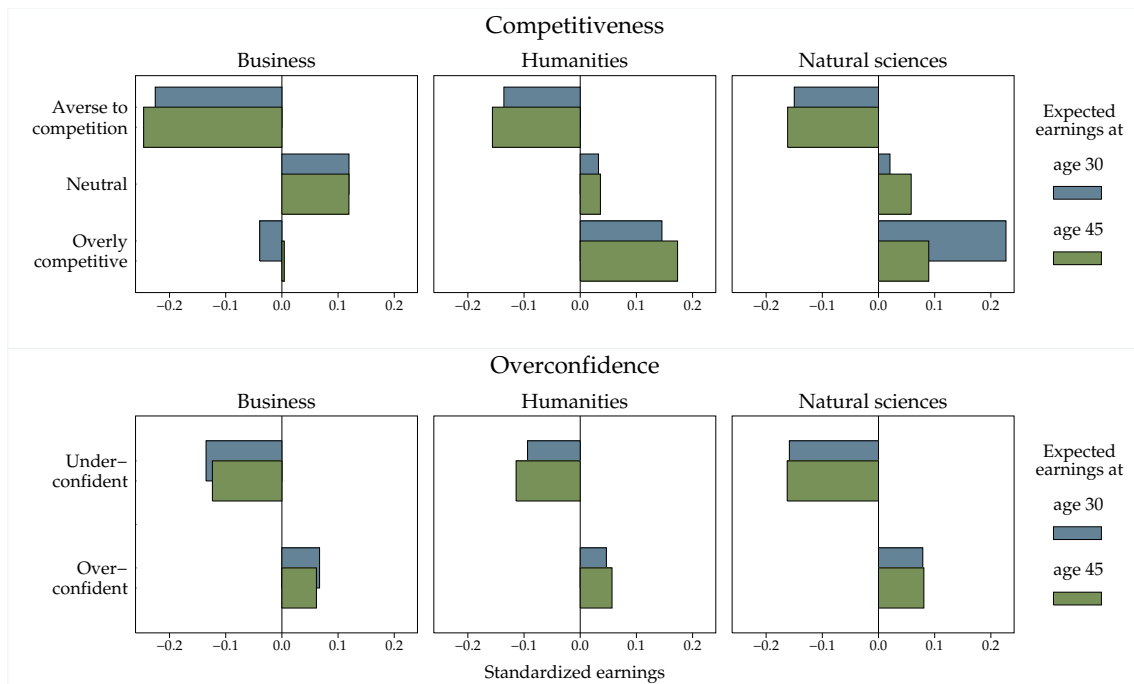 Competitiveness
Business
Humanities
Natural sciences
Averse to
competition
Neutral
Overly
competitive
Expected
earnings at
age 30
age 45
−0.2 −0.1 0.0 0.1 0.2
−0.2 −0.1 0.0 0.1 0.2
−0.2 −0.1 0.0 0.1 0.2
Overconfidence
Business
Humanities
Natural sciences
Under−
confident
Over−
confident
Expected
earnings at
age 30
age 45
−0.2 −0.1 0.0 0.1 0.2
−0.2 −0.1 0.0 0.1 0.2
−0.2 −0.1 0.0 0.1 0.2
Standardized earnings